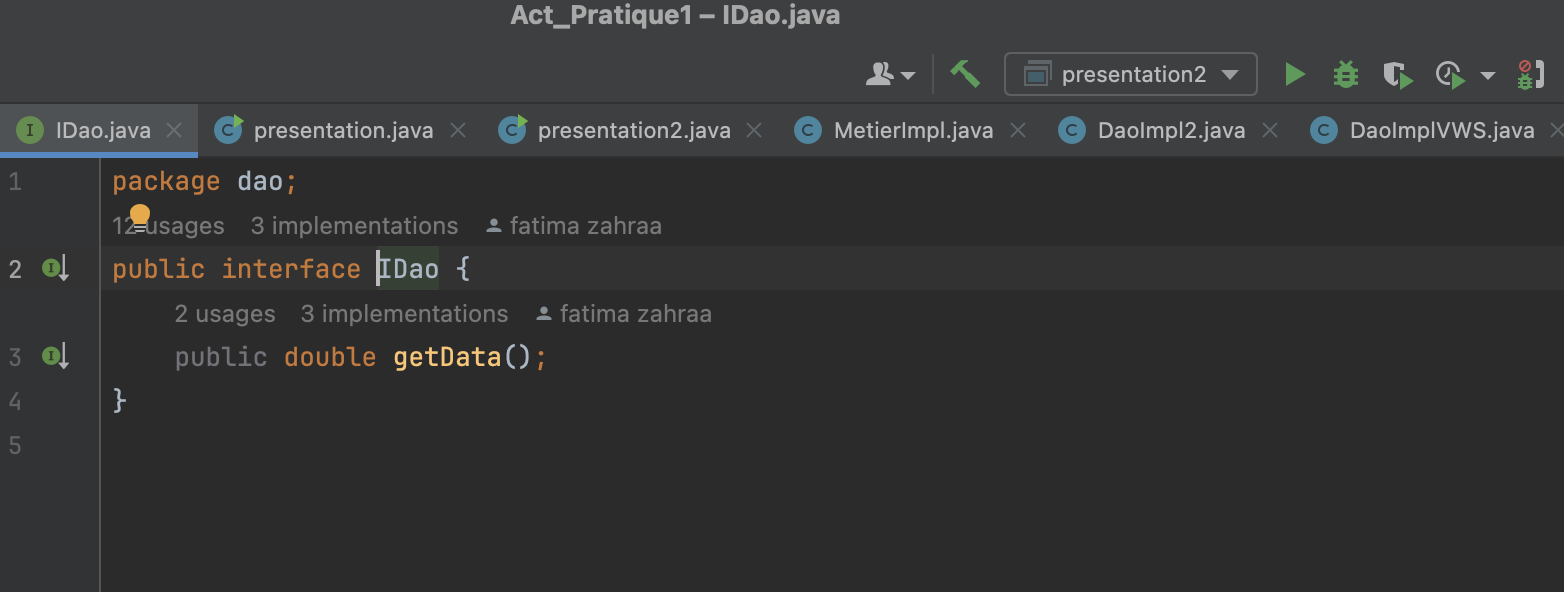 Act_Pratique1 – IDao.java
presentation2
IDao.java presentation.java presentation2.java MetierImpl.java DaoImpl2.java DaoImplVWS.java
1 package dao;
12 usages 3 implementations fatima zahraa
2 public interface IDao {
2 usages 3 implementations fatima zahraa
3 public double getData();
4 }
5